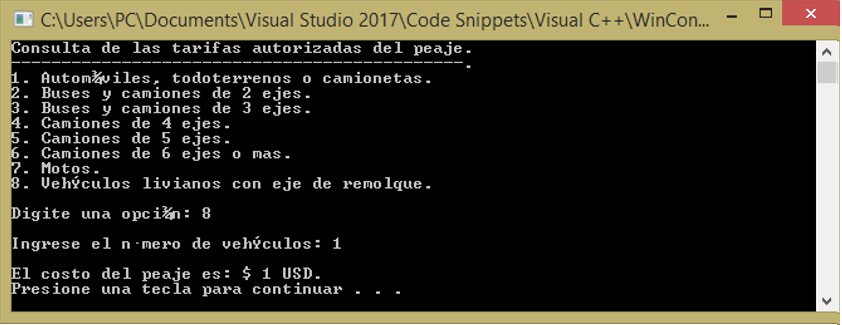 C:\Users\PC\Documents\Visual Studio 2017\Code Snippets\Visual C++\WinCon...
Consulta de las tarifas autorizadas del peaje.
----------------------------------------------.
1. Autom¾viles, todoterrenos o camionetas.
2. Buses y camiones de 2 ejes.
3. Buses y camiones de 3 ejes.
4. Camiones de 4 ejes.
5. Camiones de 5 ejes.
6. Camiones de 6 ejes o mas.
7. Motos.
8. Vehýculos livianos con eje de remolque.
Digite una opci¾n: 8
Ingrese el n·mero de vehýculos: 1
El costo del peaje es: $ 1 USD.
Presione una tecla para continuar . . .